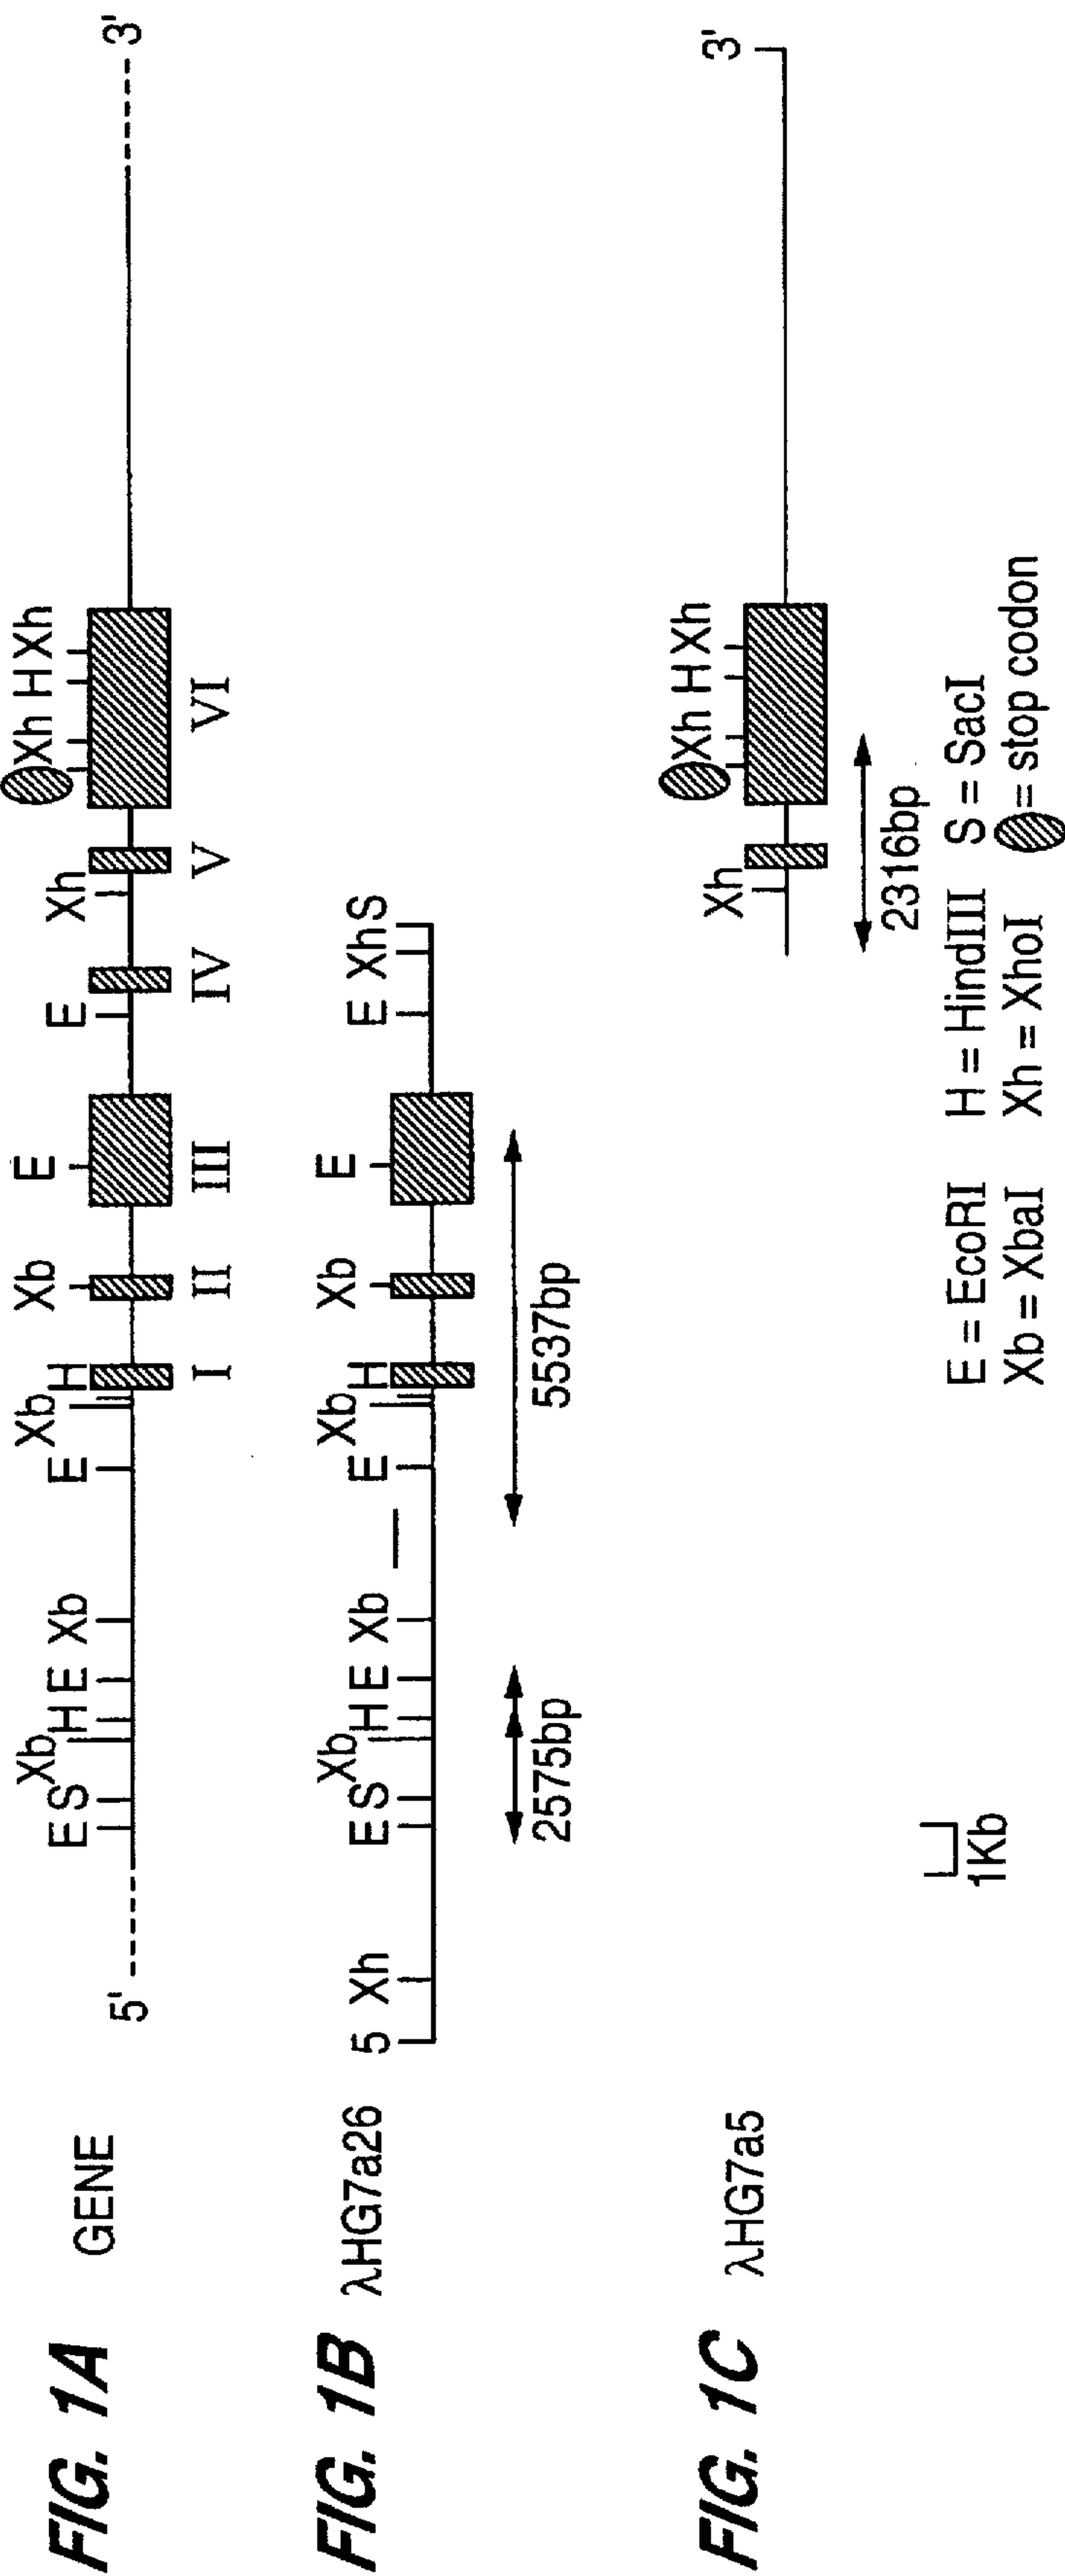 FIG. 1A GENE
5' 3'
E S Xb H E Xb E Xb H Xb E E Xh Xh H Xh
I II III IV V VI
FIG. 1B λHG7a26
5 Xh E S Xb H E Xb E Xb H Xb E E Xh S
2575bp 5537bp
FIG. 1C λHG7a5
Xh Xh H Xh 3'
2316bp
1Kb
E = EcoRI H = HindIII S = SacI
Xb = XbaI Xh = XhoI = stop codon